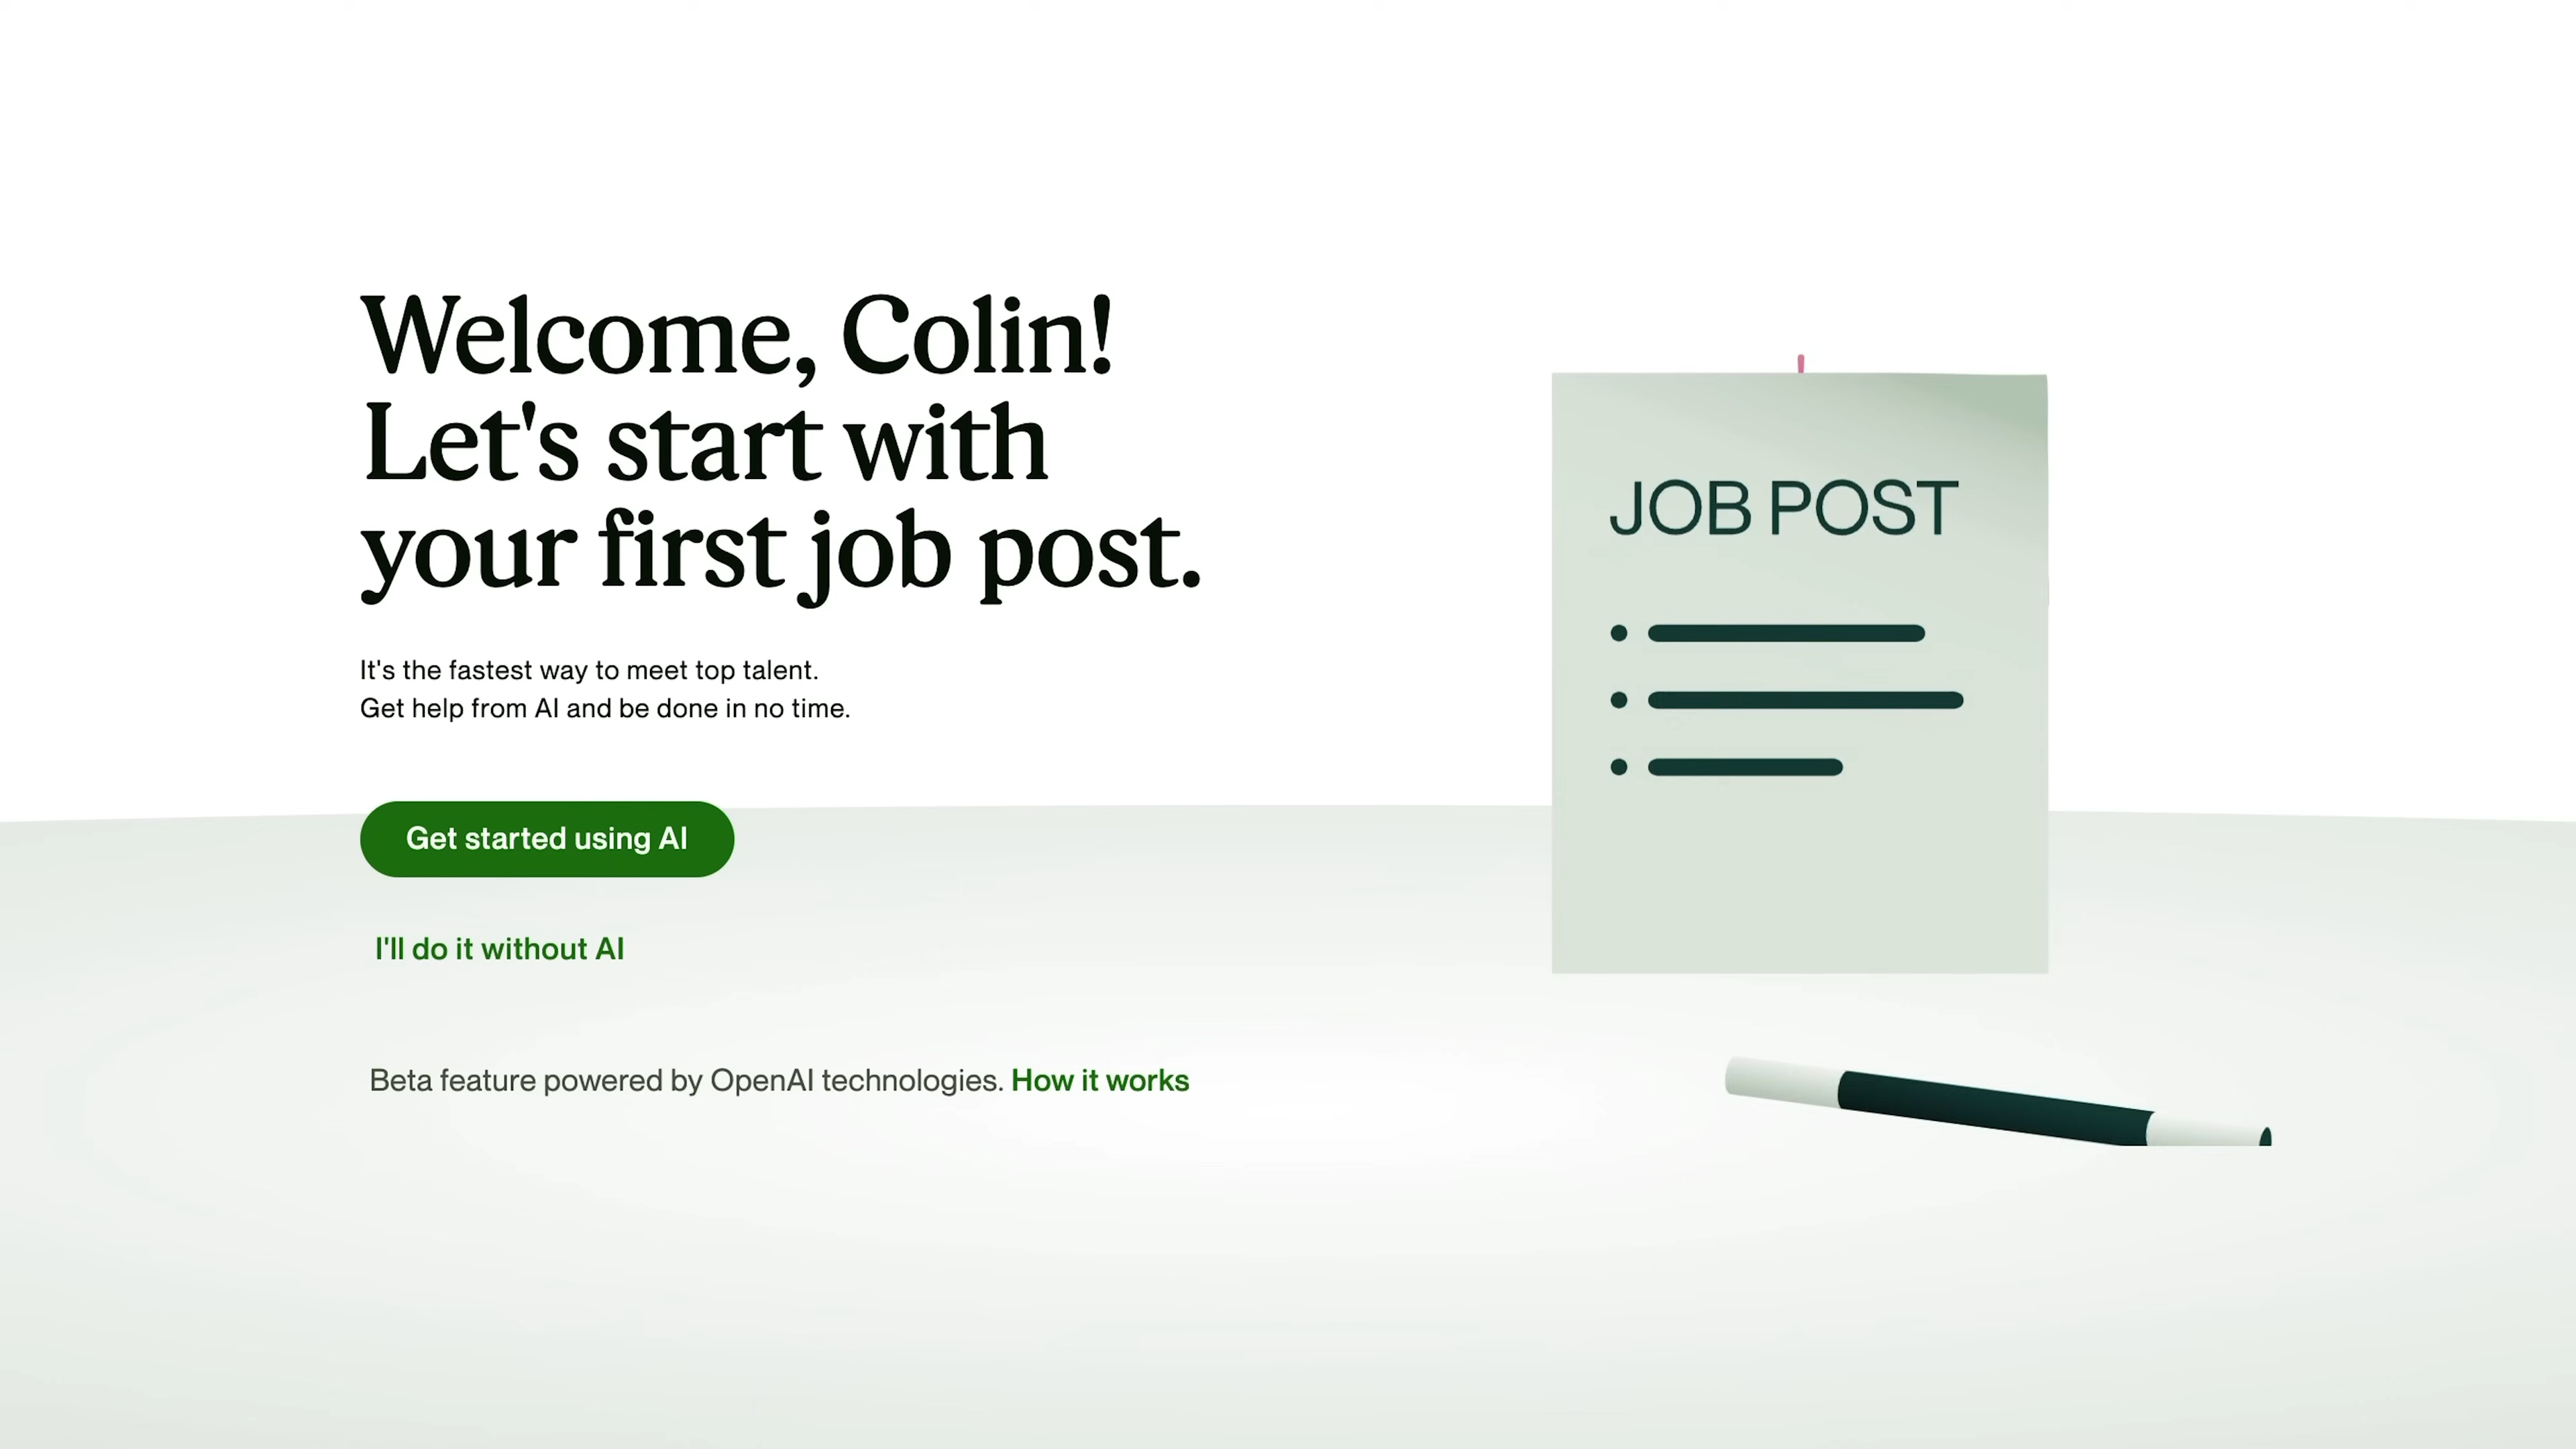 Welcome, Colin!
Let's start with
your first job post.
It's the fastest way to meet top talent.
Get help from AI and be done in no time.
Get started using AI
I'll do it without AI
Beta feature powered by OpenAI technologies. How it works
JOB POST